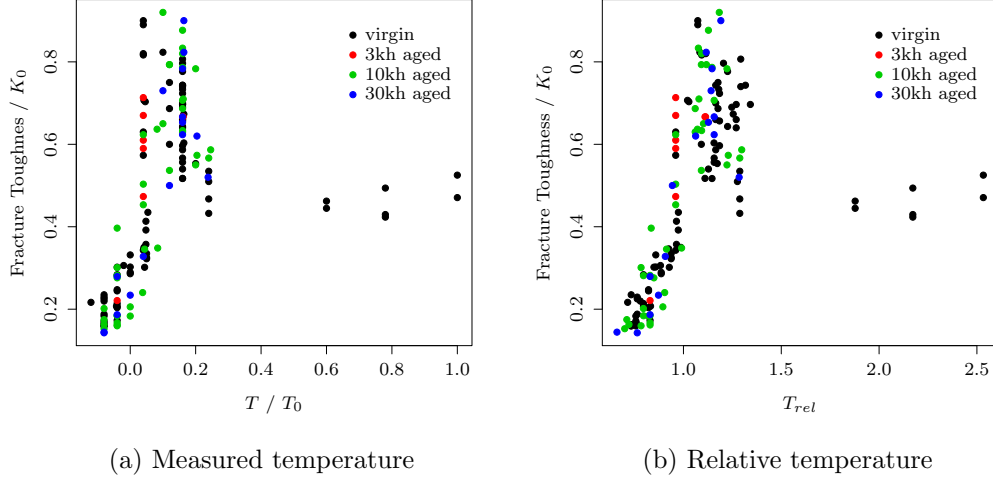 virgin
3kh aged
10kh aged
30kh aged
Fracture Toughness / K0
0.2 0.4 0.6 0.8
0.0 0.2 0.4 0.6 0.8 1.0
T / T0
(a) Measured temperature
virgin
3kh aged
10kh aged
30kh aged
Fracture Toughness / K0
0.2 0.4 0.6 0.8
1.0 1.5 2.0 2.5
Trel
(b) Relative temperature